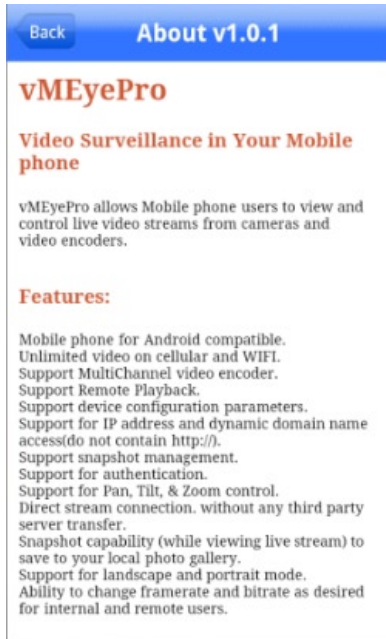 Back
About v1.0.1
vMEyePro
Video Surveillance in Your Mobile
phone
vMEyePro allows Mobile phone users to view and
control live video streams from cameras and
video encoders.
Features:
Mobile phone for Android compatible.
Unlimited video on cellular and WIFI.
Support MultiChannel video encoder.
Support Remote Playback.
Support device configuration parameters.
Support for IP address and dynamic domain name
access(do not contain http://).
Support snapshot management.
Support for authentication.
Support for Pan, Tilt, & Zoom control.
Direct stream connection. without any third party
server transfer.
Snapshot capability (while viewing live stream) to
save to your local photo gallery.
Support for landscape and portrait mode.
Ability to change framerate and bitrate as desired
for internal and remote users.